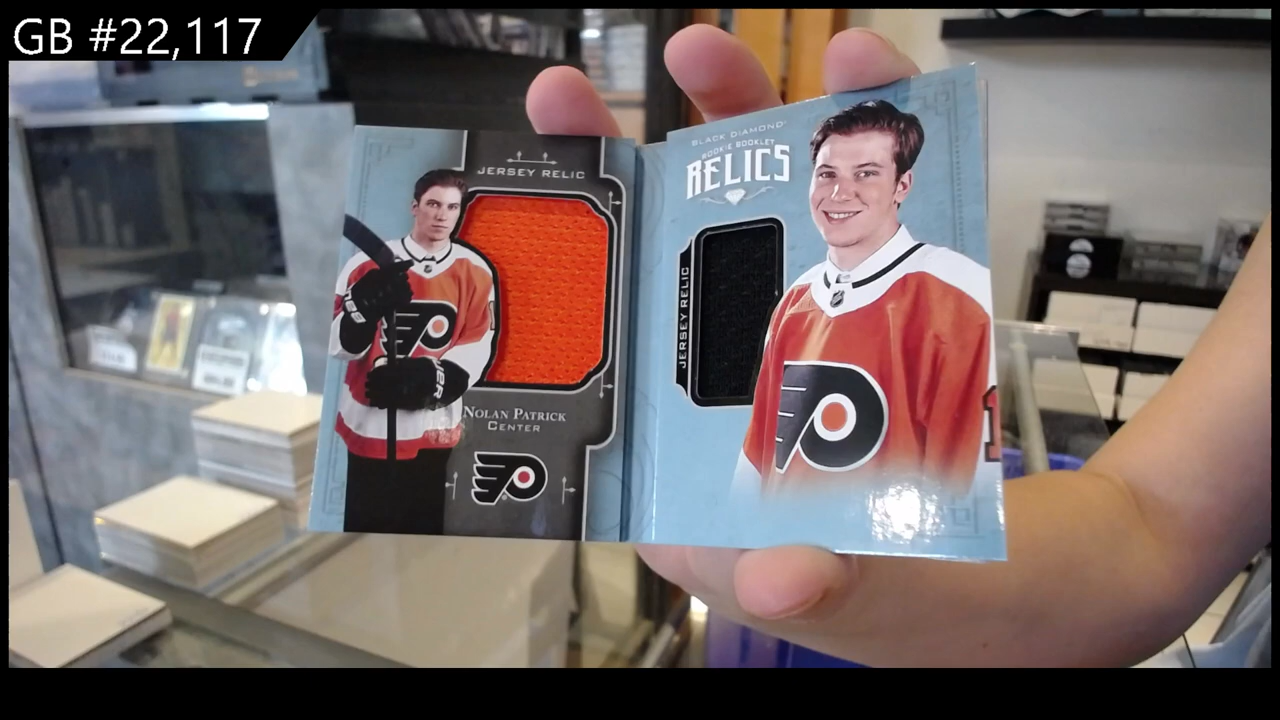 GB #22,117
JERSEY RELIC
NOLAN PATRICK
CENTER
BLACK DIAMOND
ROOKIE BOOKLET
RELICS
JERSEY RELIC